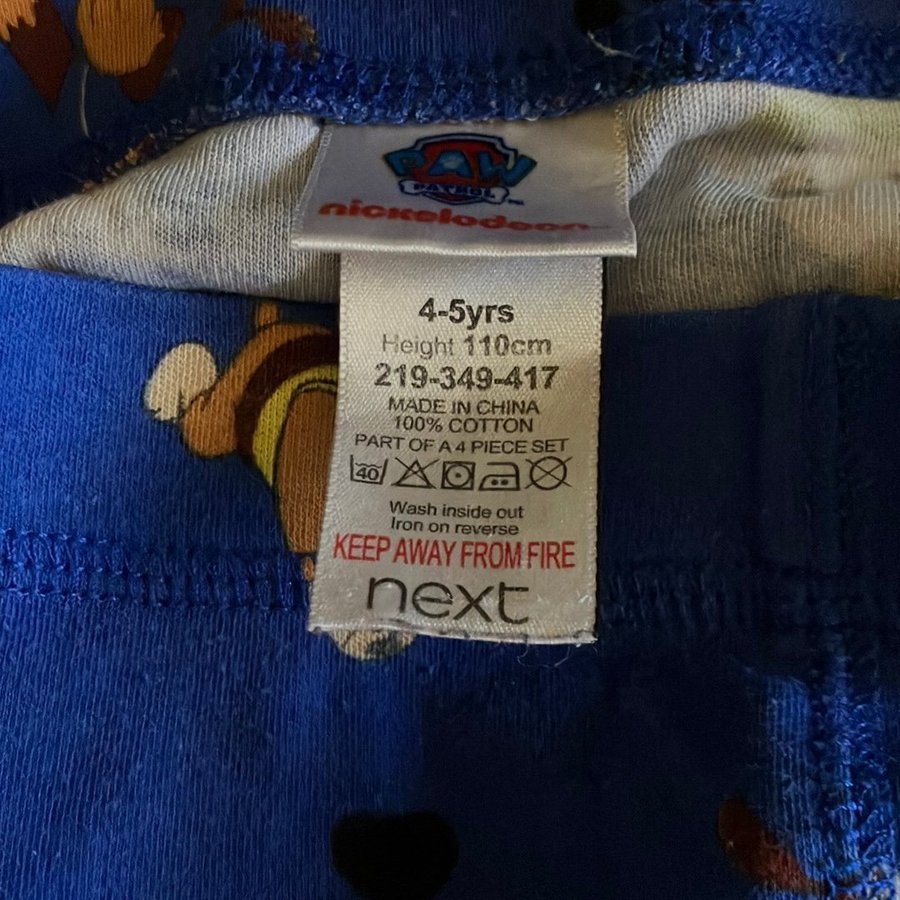 PAW
PATROL
nickelodeon
4-5yrs
Height 110cm
219-349-417
MADE IN CHINA
100% COTTON
PART OF A 4 PIECE SET
40
Wash inside out
Iron on reverse
KEEP AWAY FROM FIRE
next